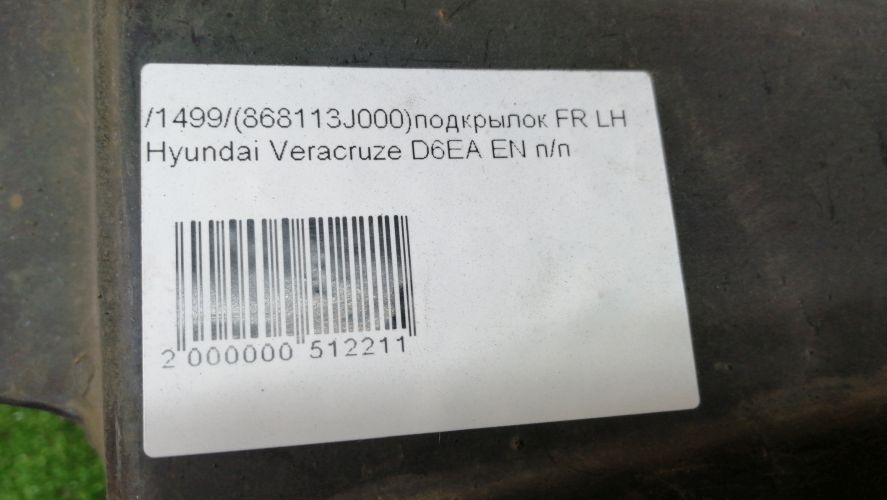 /1499/(868113J000)подкрылок FR LH
Hyundai Veracruze D6EA EN п/п
2 000000 512211